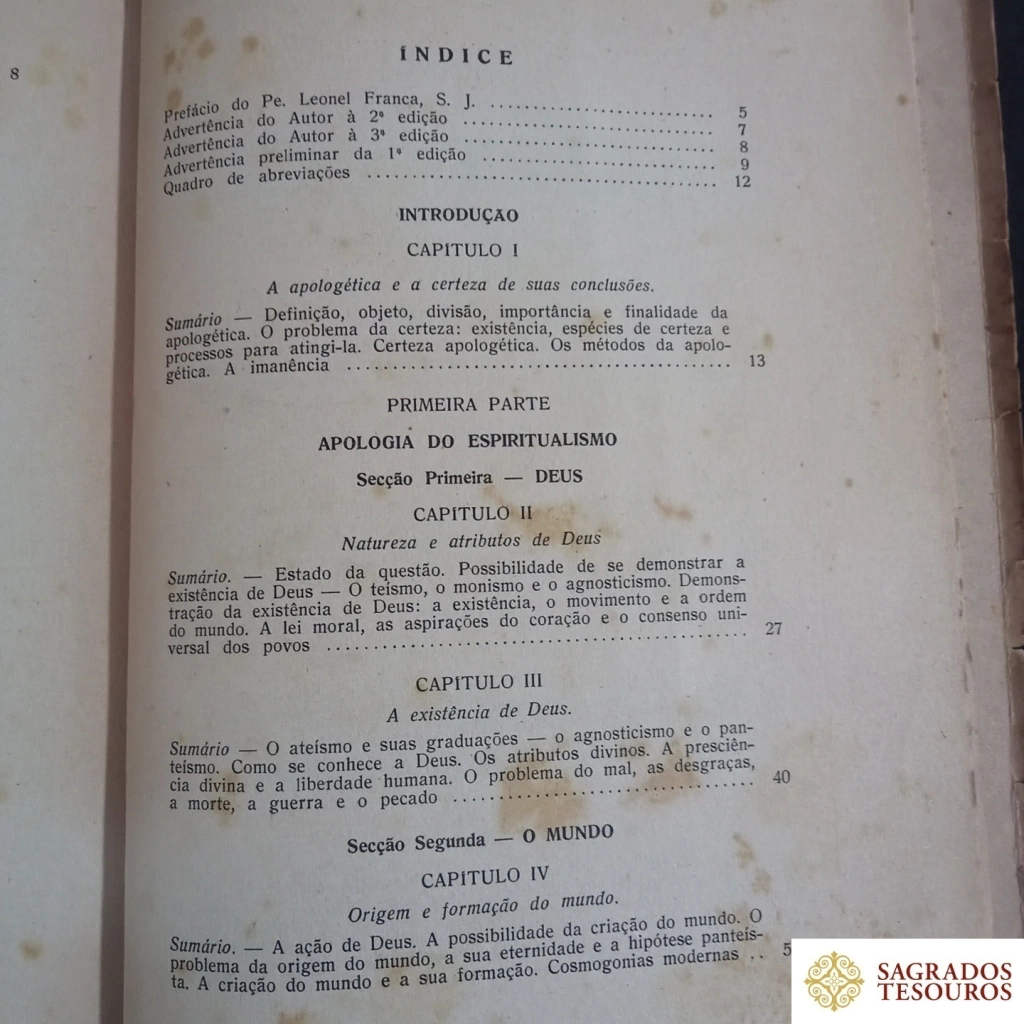 8
ÍNDICE
Prefácio do Pe. Leonel Franca, S. J. .......................... 5
Advertência do Autor à 2ª edição .......................... 7
Advertência do Autor à 3ª edição .......................... 8
Advertência preliminar da 1ª edição .......................... 9
Quadro de abreviações .......................... 12
INTRODUÇÃO
CAPÍTULO I
A apologética e a certeza de suas conclusões.
Sumário — Definição, objeto, divisão, importância e finalidade da
apologética. O problema da certeza: existência, espécies de certeza e
processos para atingi-la. Certeza apologética. Os métodos da apolo-
gética. A imanência .......................... 13
PRIMEIRA PARTE
APOLOGIA DO ESPIRITUALISMO
Secção Primeira — DEUS
CAPÍTULO II
Natureza e atributos de Deus
Sumário. — Estado da questão. Possibilidade de se demonstrar a
existência de Deus — O teísmo, o monismo e o agnosticismo. Demons-
tração da existência de Deus: a existência, o movimento e a ordem
do mundo. A lei moral, as aspirações do coração e o consenso uni-
versal dos povos .......................... 27
CAPÍTULO III
A existência de Deus.
Sumário — O ateísmo e suas graduações — o agnosticismo e o pan-
teísmo. Como se conhece a Deus. Os atributos divinos. A presciên-
cia divina e a liberdade humana. O problema do mal, as desgraças,
a morte, a guerra e o pecado .......................... 40
Secção Segunda — O MUNDO
CAPÍTULO IV
Origem e formação do mundo.
Sumário. — A ação de Deus. A possibilidade da criação do mundo. O
problema da origem do mundo, a sua eternidade e a hipótese panteís-
ta. A criação do mundo e a sua formação. Cosmogonias modernas .. 5
SAGRADOS
TESOUROS